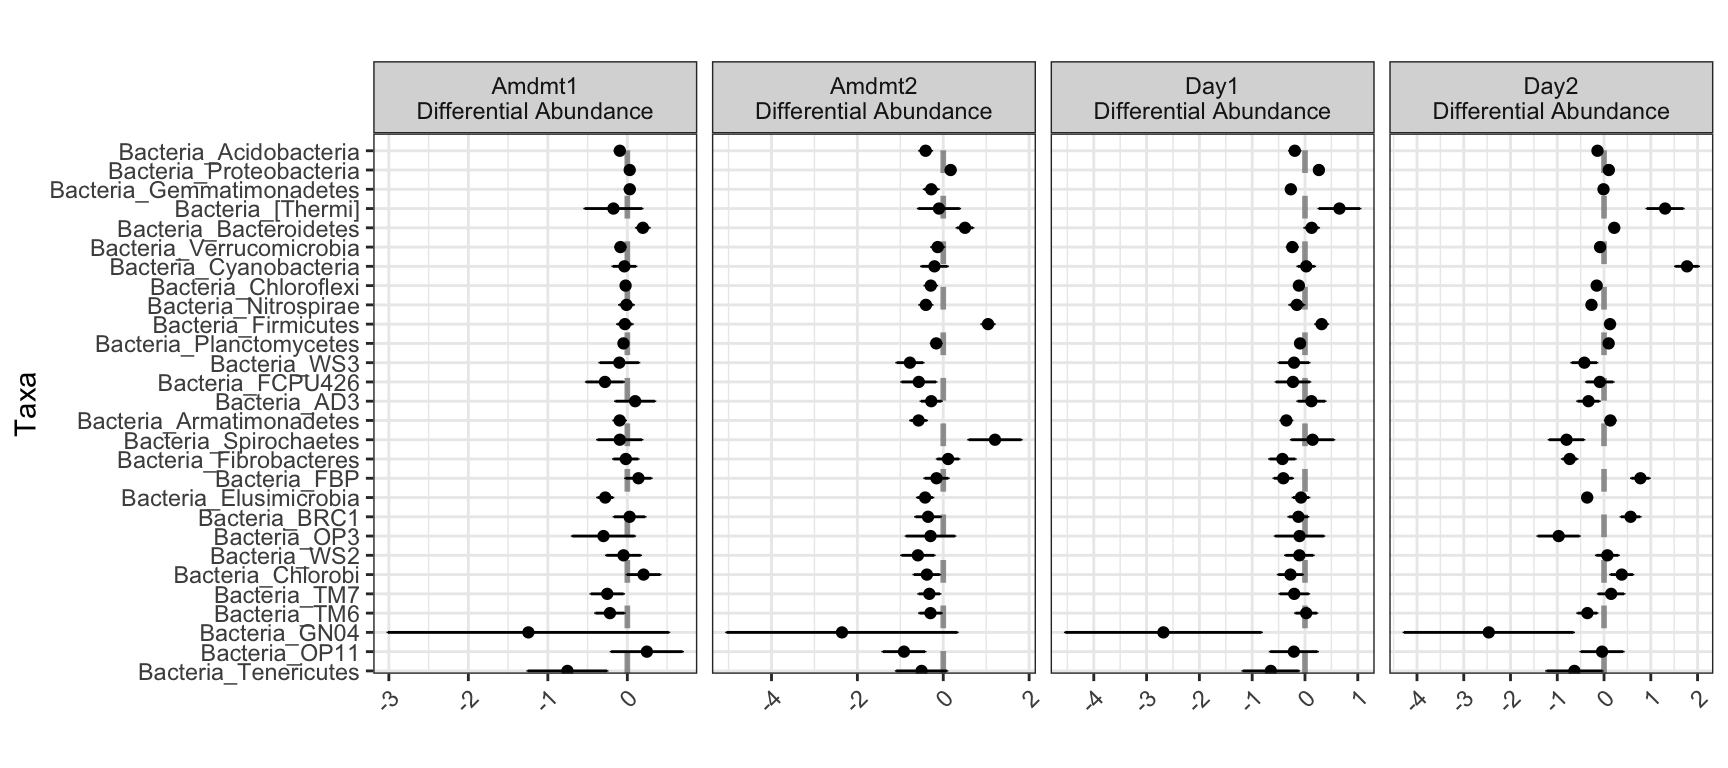 Amdmt1
Differential Abundance
Amdmt2
Differential Abundance
Day1
Differential Abundance
Day2
Differential Abundance
Taxa
Bacteria_Acidobacteria
Bacteria_Proteobacteria
Bacteria_Gemmatimonadetes
Bacteria_[Thermi]
Bacteria_Bacteroidetes
Bacteria_Verrucomicrobia
Bacteria_Cyanobacteria
Bacteria_Chloroflexi
Bacteria_Nitrospirae
Bacteria_Firmicutes
Bacteria_Planctomycetes
Bacteria_WS3
Bacteria_FCPU426
Bacteria_AD3
Bacteria_Armatimonadetes
Bacteria_Spirochaetes
Bacteria_Fibrobacteres
Bacteria_FBP
Bacteria_Elusimicrobia
Bacteria_BRC1
Bacteria_OP3
Bacteria_WS2
Bacteria_Chlorobi
Bacteria_TM7
Bacteria_TM6
Bacteria_GN04
Bacteria_OP11
Bacteria_Tenericutes
-3 -2 -1 0
-4 -2 0 2
-4 -3 -2 -1 0 1
-4 -3 -2 -1 0 1 2